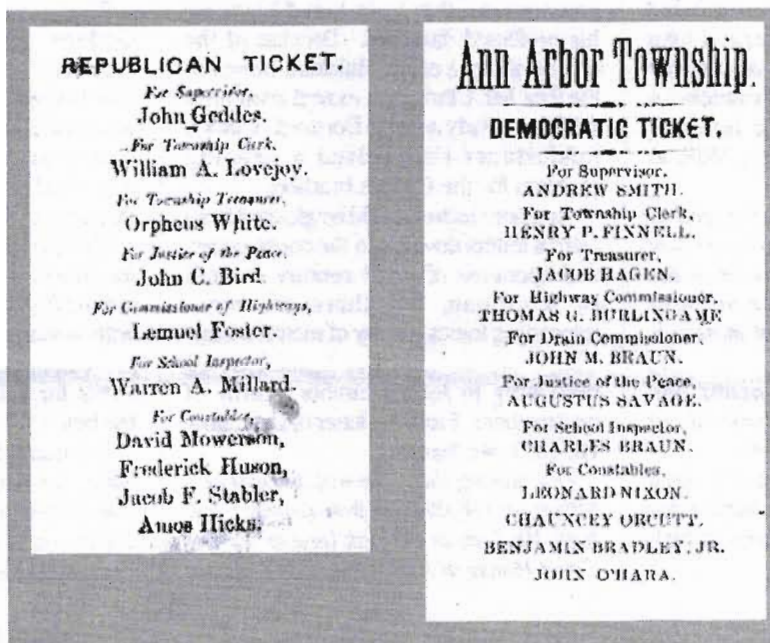 REPUBLICAN TICKET.
For Supervisor,
John Geddes.
For Township Clerk,
William A. Lovejoy.
For Township Treasurer,
Orpheus White.
For Justice of the Peace,
John C. Bird.
For Commissioner of Highways,
Lemuel Foster.
For School Inspector,
Warren A. Millard.
For Constables,
David Mowerson,
Frederick Huson,
Jacob F. Stabler,
Amos Hicks.
Ann Arbor Township.
DEMOCRATIC TICKET.
For Supervisor.
ANDREW SMITH.
For Township Clerk,
HENRY P. FINNELL.
For Treasurer,
JACOB HAGEN.
For Highway Commissioner,
THOMAS G. BURLINGAME
For Drain Commissioner,
JOHN M. BRAUN.
For Justice of the Peace,
AUGUSTUS SAVAGE.
For School Inspector,
CHARLES BRAUN.
For Constables,
LEONARD NIXON.
CHAUNCEY ORCUTT.
BENJAMIN BRADLEY, JR.
JOHN O'HARA.